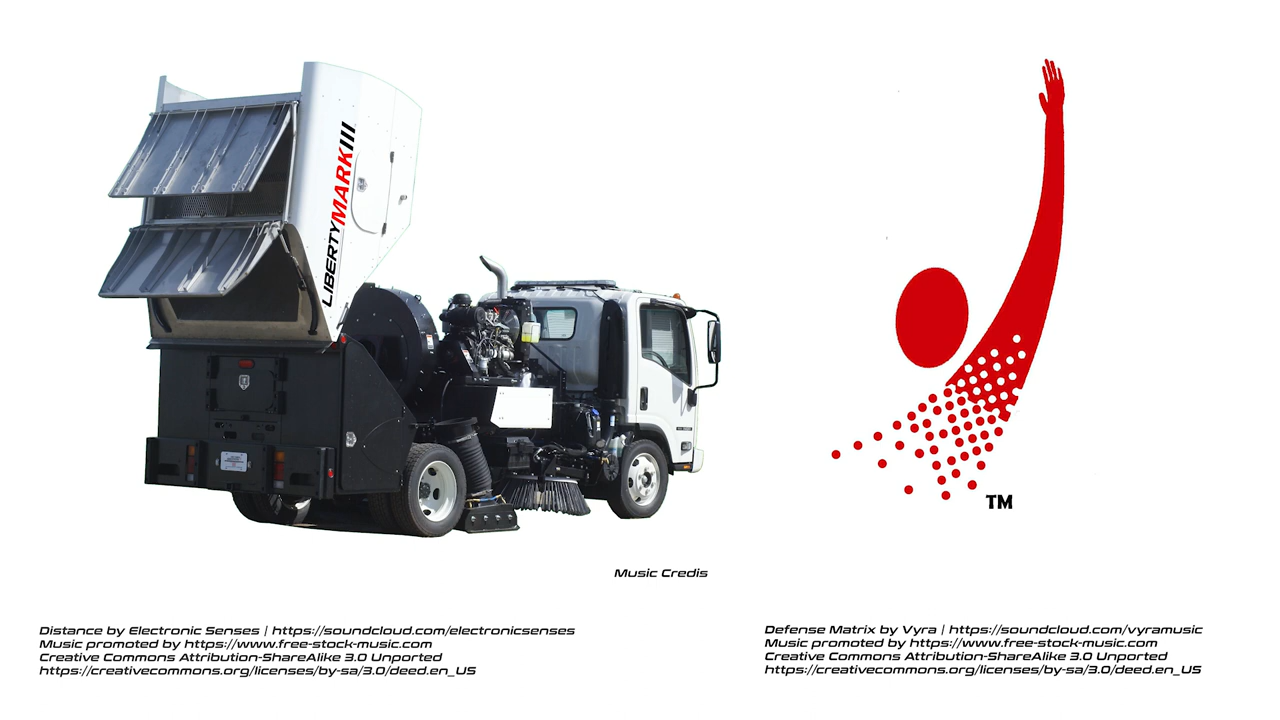 LIBERTYMARKIII
TM
Music Credis
Distance by Electronic Senses | https://soundcloud.com/electronicsenses
Music promoted by https://www.free-stock-music.com
Creative Commons Attribution-ShareAlike 3.0 Unported
https://creativecommons.org/licenses/by-sa/3.0/deed.en_US
Defense Matrix by Vyra | https://soundcloud.com/vyramusic
Music promoted by https://www.free-stock-music.com
Creative Commons Attribution-ShareAlike 3.0 Unported
https://creativecommons.org/licenses/by-sa/3.0/deed.en_US